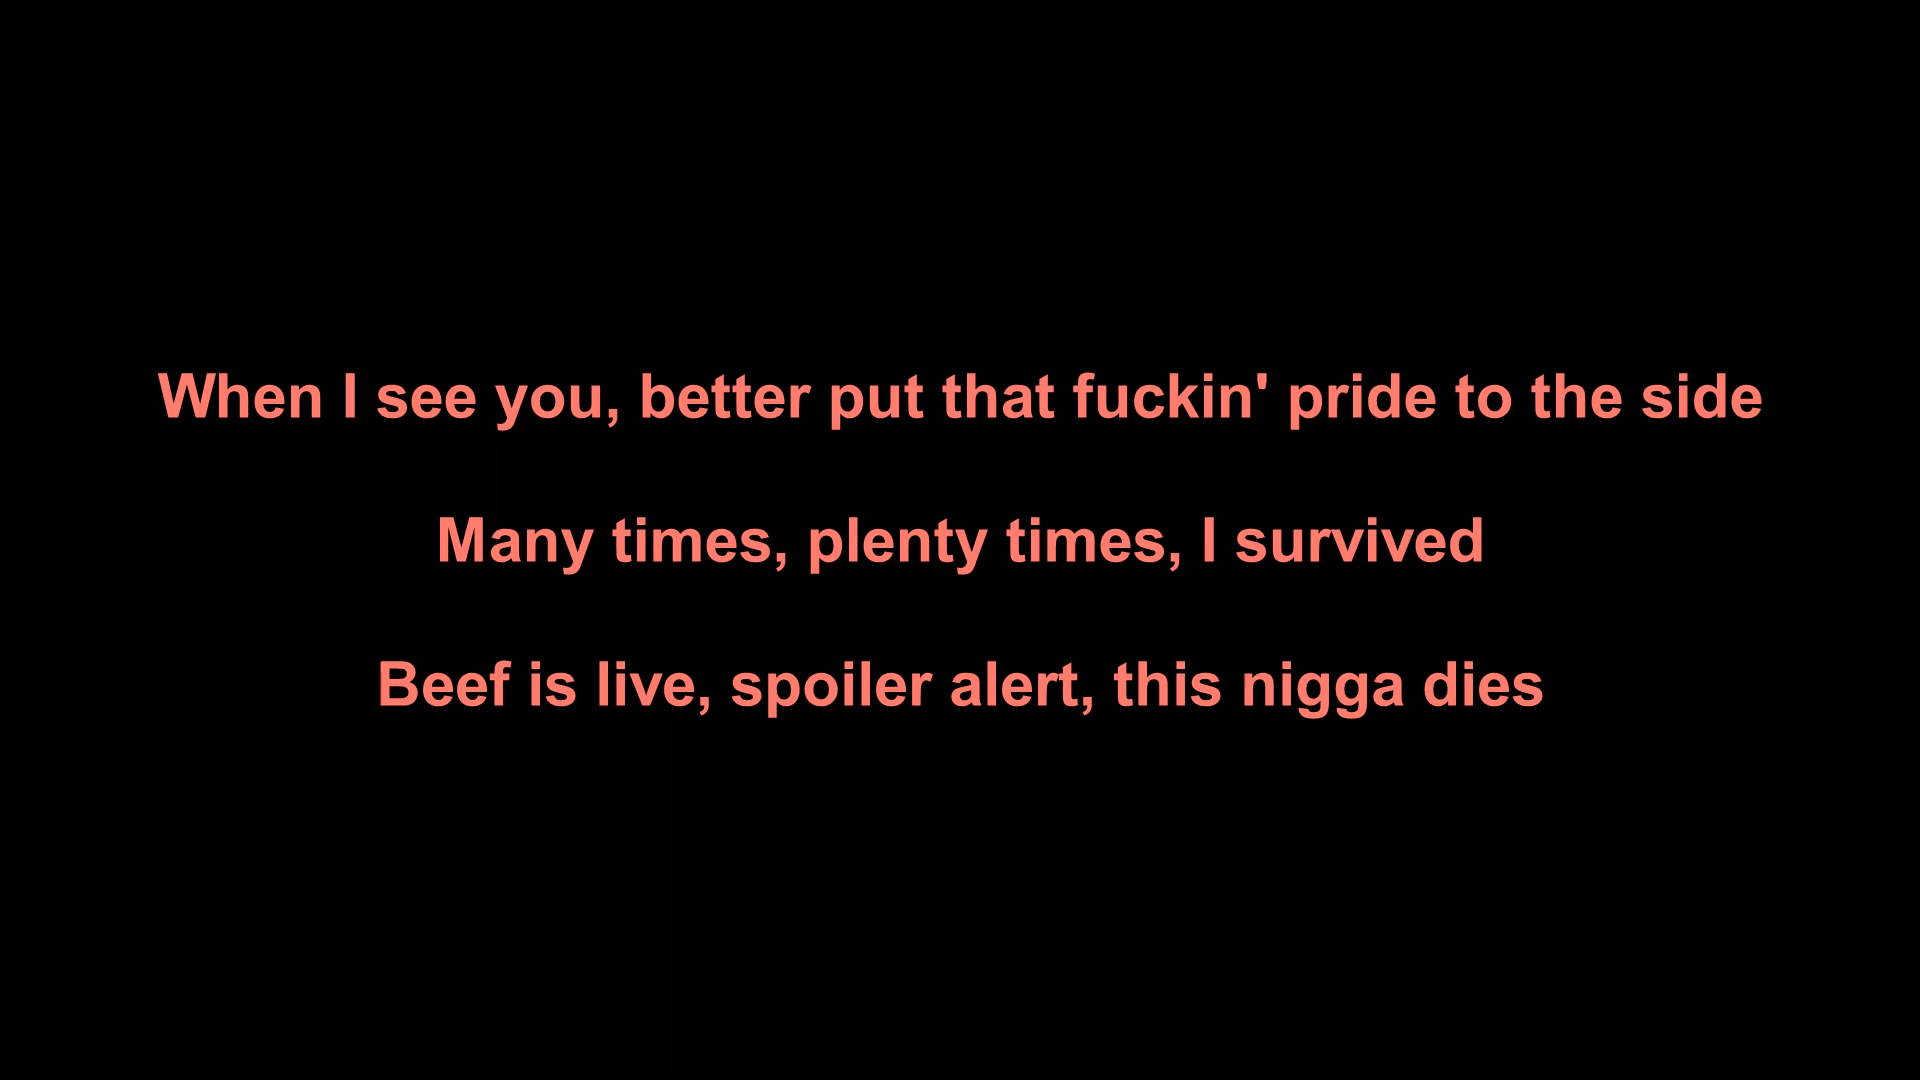 When I see you, better put that fuckin' pride to the side
Many times, plenty times, I survived
Beef is live, spoiler alert, this nigga dies